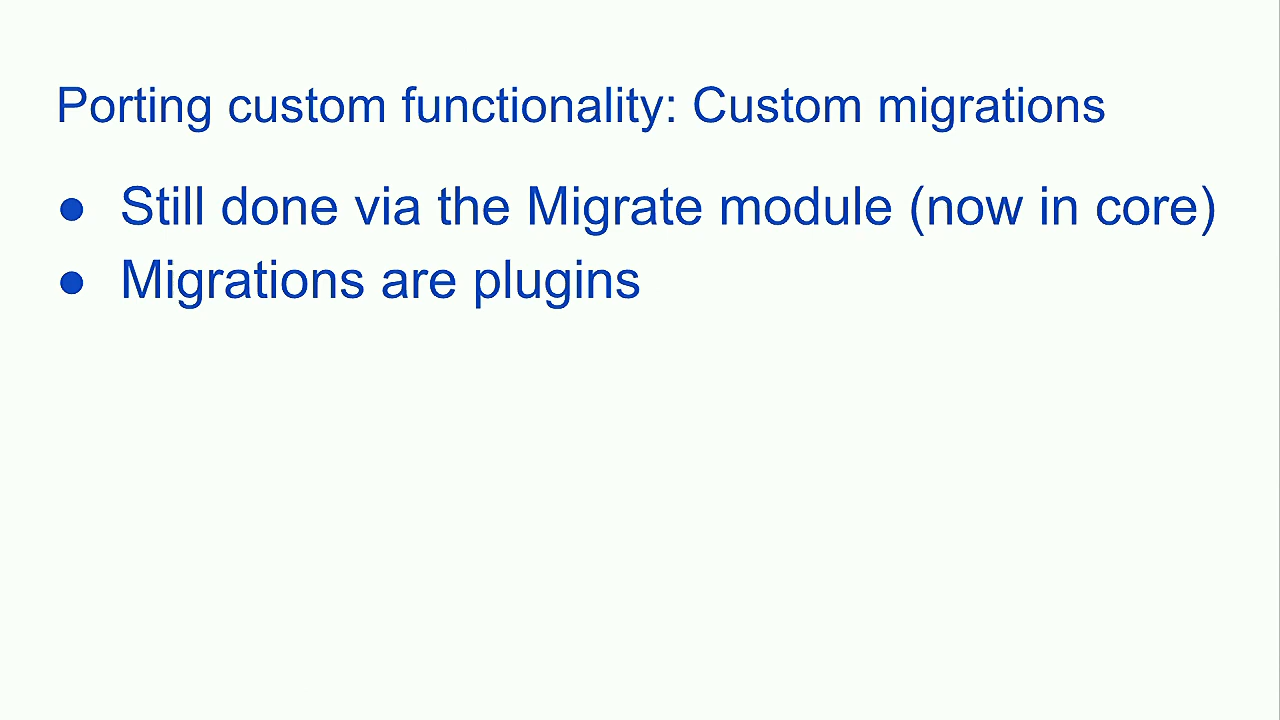 Porting custom functionality: Custom migrations
● Still done via the Migrate module (now in core)
● Migrations are plugins